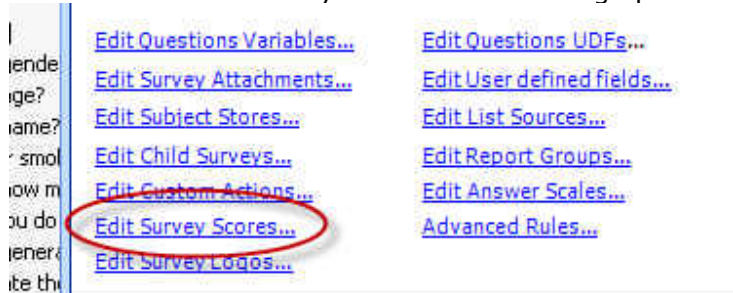 Edit Questions Variables... Edit Questions UDFs...
Edit Survey Attachments... Edit User defined fields...
age? Edit Subject Stores... Edit List Sources...
name? Edit Child Surveys... Edit Report Groups...
Edit Custom Actions... Edit Answer Scales...
Edit Survey Scores... Advanced Rules...
Edit Survey Logos...